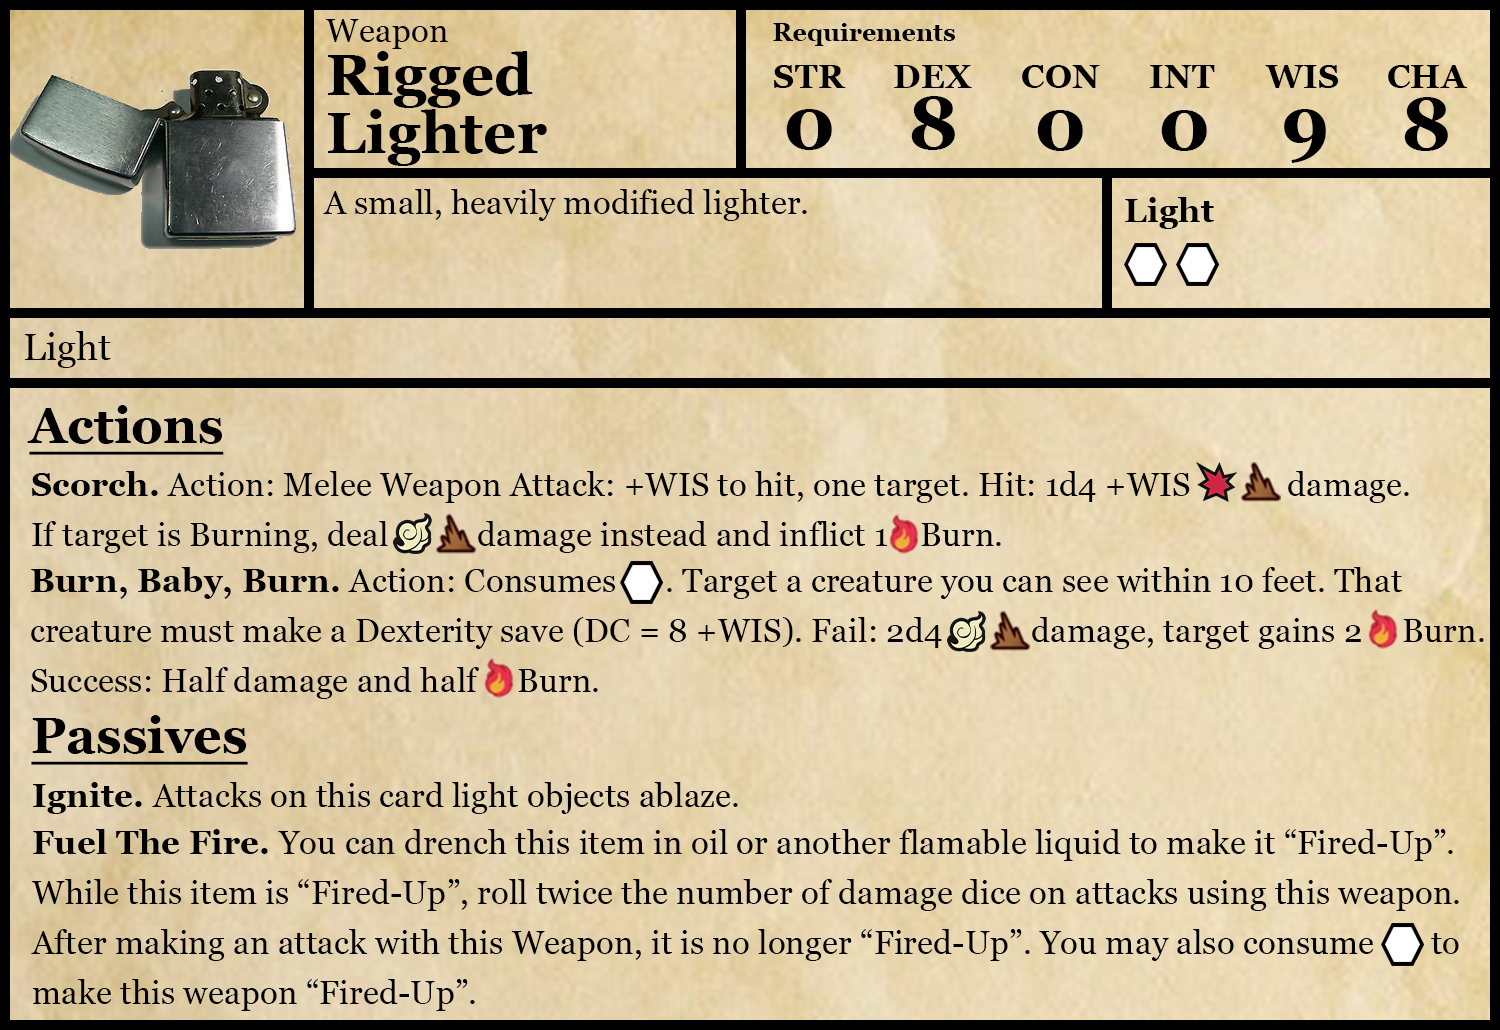 Weapon
Rigged
Lighter
Requirements
STR DEX CON INT WIS CHA
0 8 0 0 9 8
A small, heavily modified lighter.
Light
Light
Actions
Scorch. Action: Melee Weapon Attack: +WIS to hit, one target. Hit: 1d4 +WIS damage.
If target is Burning, deal damage instead and inflict 1 Burn.
Burn, Baby, Burn. Action: Consumes . Target a creature you can see within 10 feet. That
creature must make a Dexterity save (DC = 8 +WIS). Fail: 2d4 damage, target gains 2 Burn.
Success: Half damage and half Burn.
Passives
Ignite. Attacks on this card light objects ablaze.
Fuel The Fire. You can drench this item in oil or another flamable liquid to make it “Fired-Up”.
While this item is “Fired-Up”, roll twice the number of damage dice on attacks using this weapon.
After making an attack with this Weapon, it is no longer “Fired-Up”. You may also consume to
make this weapon “Fired-Up”.